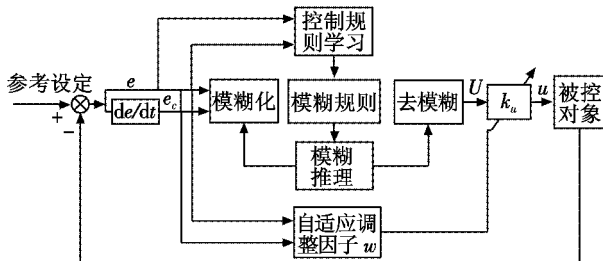 控制规
则学习
参考设定
e
e_c
de/dt
+
−
模糊化
模糊规则
去模糊
U
k_u
u
被控
对象
模糊
推理
自适应调
整因子 w